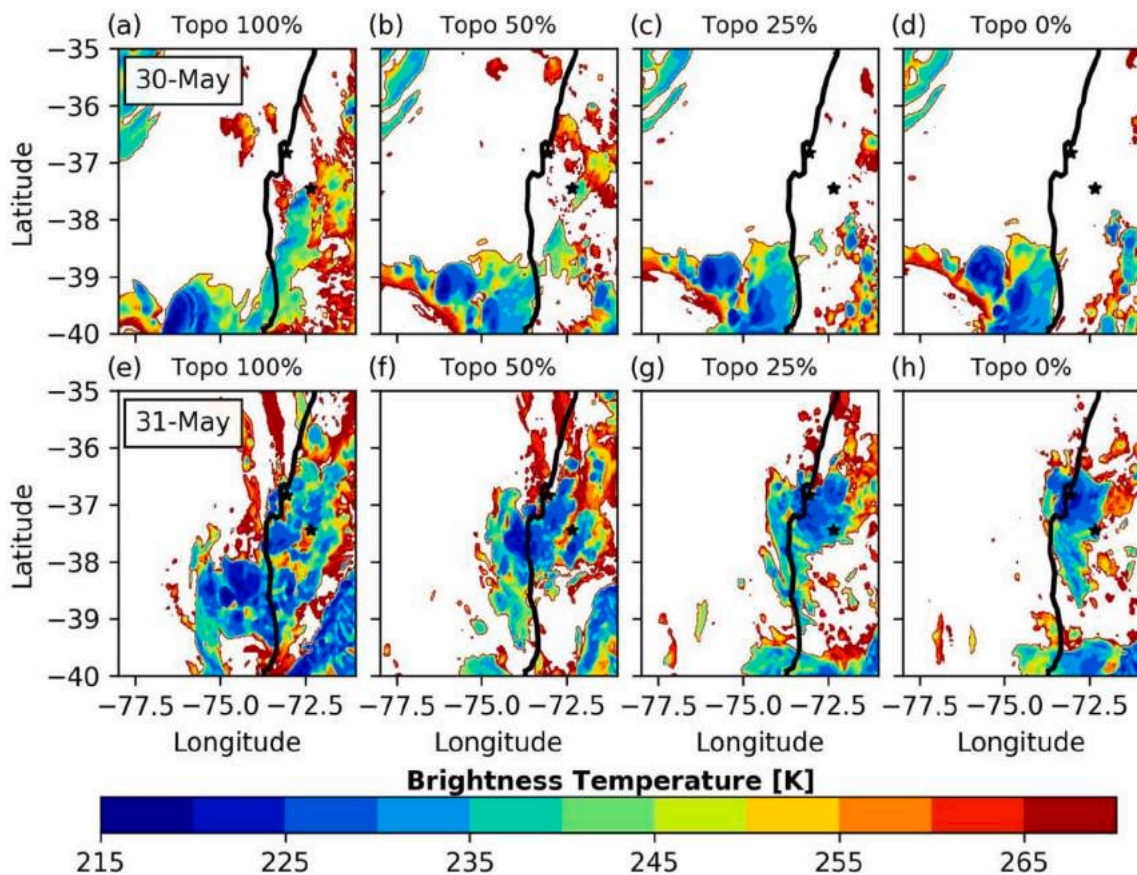 (a) Topo 100% (b) Topo 50% (c) Topo 25% (d) Topo 0%
−35
30-May
−36
−37
−38
−39
−40
Latitude
(e) Topo 100% (f) Topo 50% (g) Topo 25% (h) Topo 0%
−35
31-May
−36
−37
−38
−39
−40
Latitude
−77.5 −75.0 −72.5 −77.5 −75.0 −72.5 −77.5 −75.0 −72.5 −77.5 −75.0 −72.5
Longitude Longitude Longitude Longitude
Brightness Temperature [K]
215 225 235 245 255 265